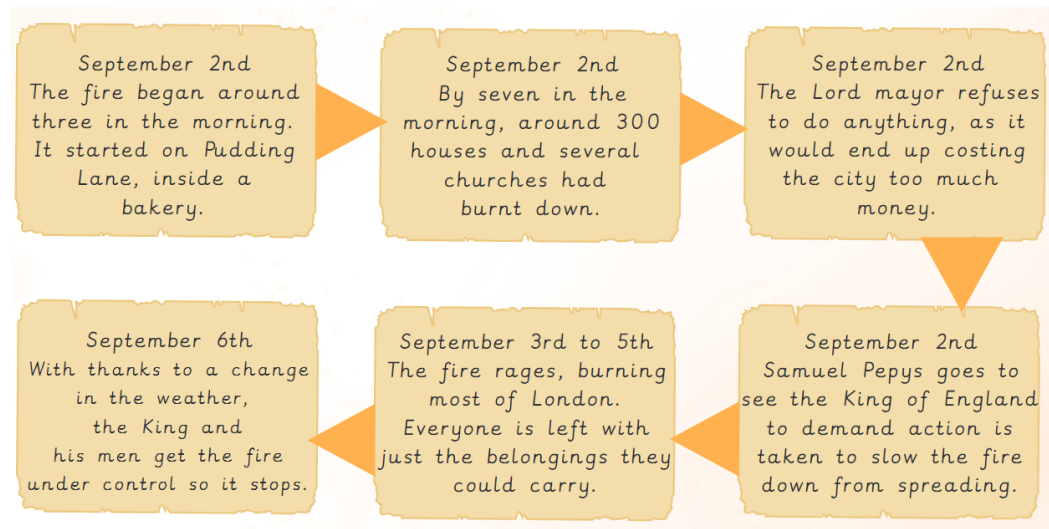 September 2nd
The fire began around
three in the morning.
It started on Pudding
Lane, inside a
bakery.
September 2nd
By seven in the
morning, around 300
houses and several
churches had
burnt down.
September 2nd
The Lord mayor refuses
to do anything, as it
would end up costing
the city too much
money.
September 2nd
Samuel Pepys goes to
see the King of England
to demand action is
taken to slow the fire
down from spreading.
September 3rd to 5th
The fire rages, burning
most of London.
Everyone is left with
just the belongings they
could carry.
September 6th
With thanks to a change
in the weather,
the King and
his men get the fire
under control so it stops.